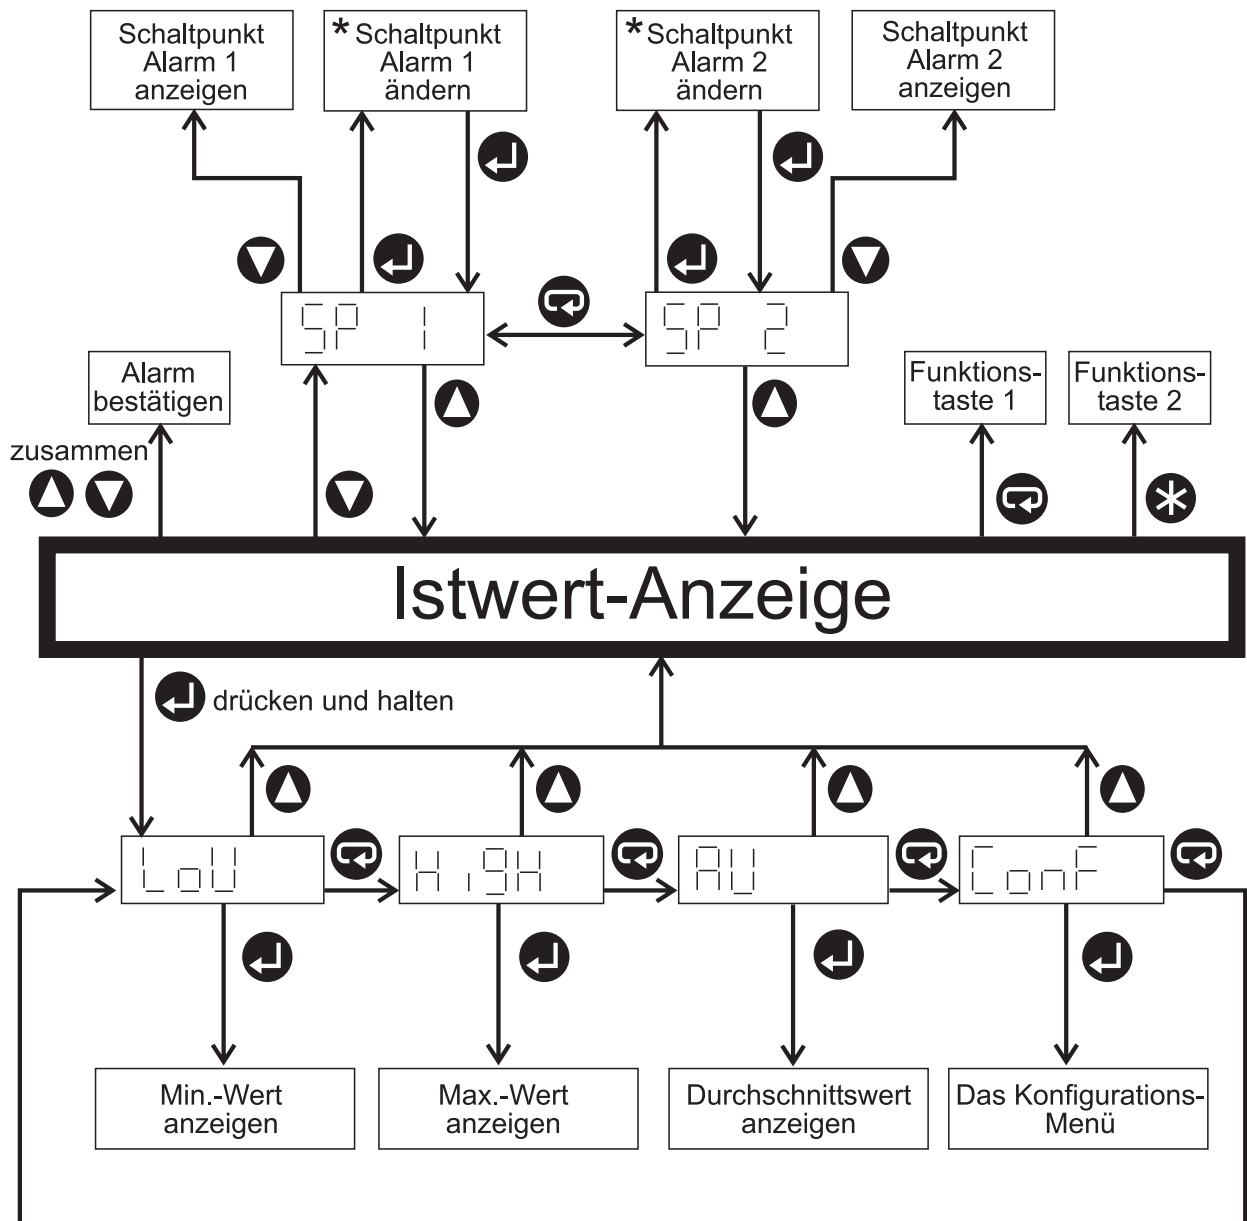 Schaltpunkt
Alarm 1
anzeigen
*Schaltpunkt
Alarm 1
ändern
*Schaltpunkt
Alarm 2
ändern
Schaltpunkt
Alarm 2
anzeigen
SP 1
SP 2
Alarm
bestätigen
zusammen
Funktions-
taste 1
Funktions-
taste 2
Istwert-Anzeige
drücken und halten
LoU
HigH
AU
ConF
Min.-Wert
anzeigen
Max.-Wert
anzeigen
Durchschnittswert
anzeigen
Das Konfigurations-
Menü